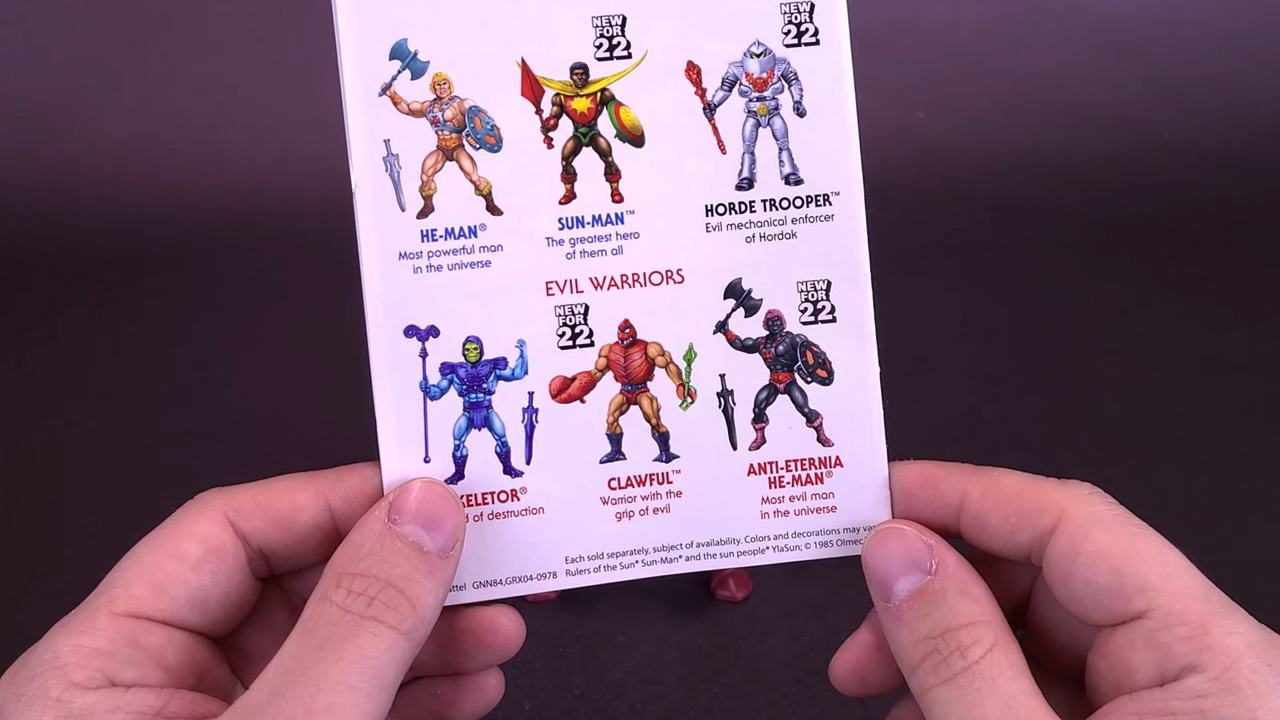 NEW
FOR
22
NEW
FOR
22
HE-MAN®
Most powerful man
in the universe
SUN-MAN™
The greatest hero
of them all
HORDE TROOPER™
Evil mechanical enforcer
of Hordak
EVIL WARRIORS
NEW
FOR
22
NEW
FOR
22
KELETOR®
d of destruction
CLAWFUL™
Warrior with the
grip of evil
ANTI-ETERNIA
HE-MAN®
Most evil man
in the universe
attel GNN84,GRX04-0978
Each sold separately, subject of availability. Colors and decorations may va
Rulers of the Sun® Sun-Man® and the sun people® YlaSun; © 1985 Olmec